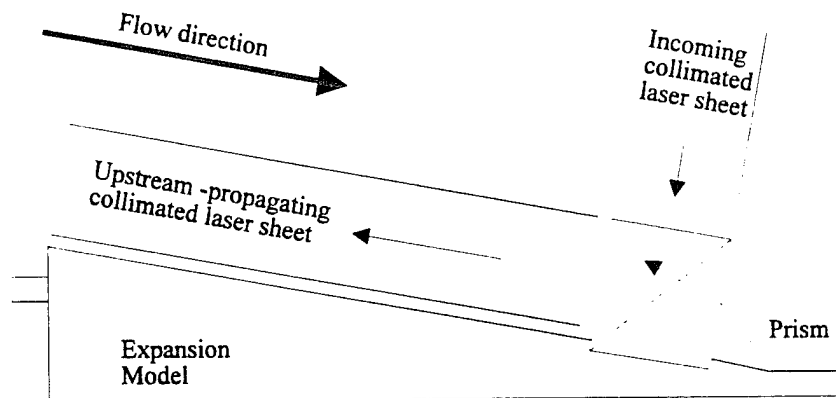 Flow direction
Incoming
collimated
laser sheet
Upstream -propagating
collimated laser sheet
Prism
Expansion
Model